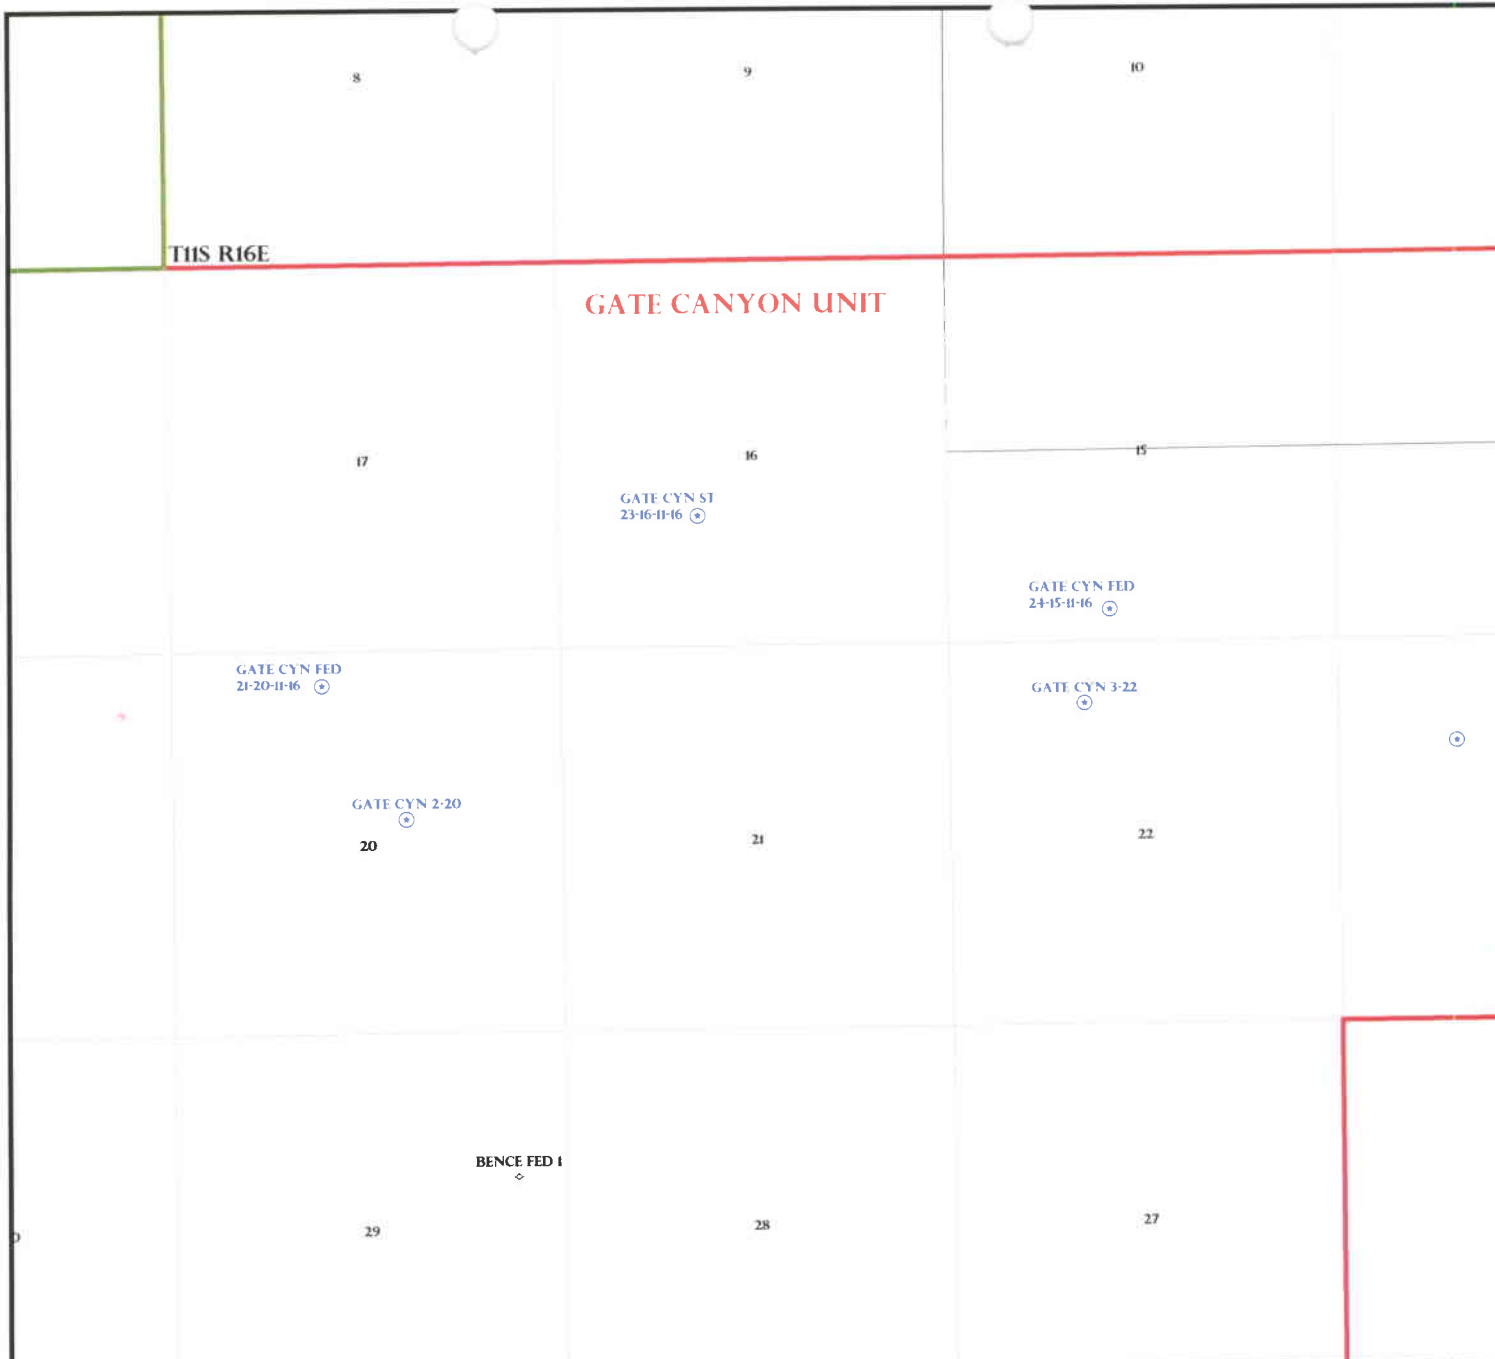 8
9
10
T11S R16E
GATE CANYON UNIT
17
16
15
GATE CYN ST
23-16-11-16
GATE CYN FED
24-15-11-16
GATE CYN FED
21-20-11-16
GATE CYN 3-22
GATE CYN 2-20
20
21
22
BENCE FED 1
29
28
27